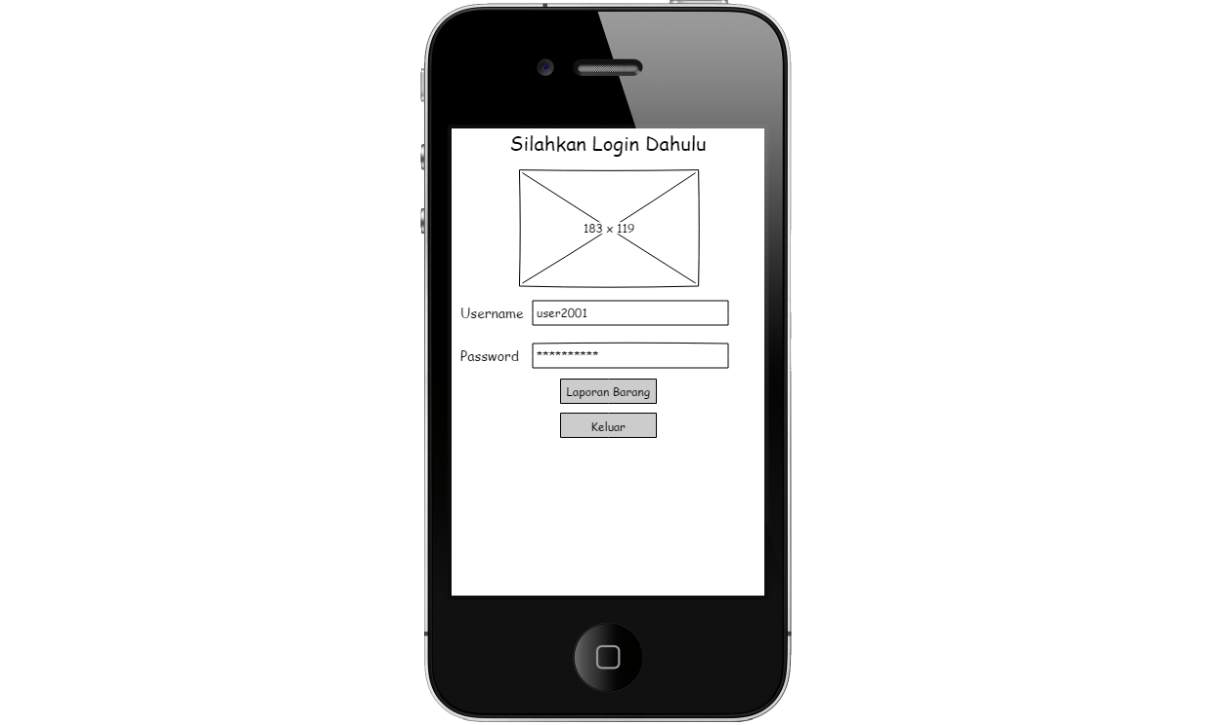 Silahkan Login Dahulu
183 x 119
Username user2001
Password **********
Laporan Barang
Keluar